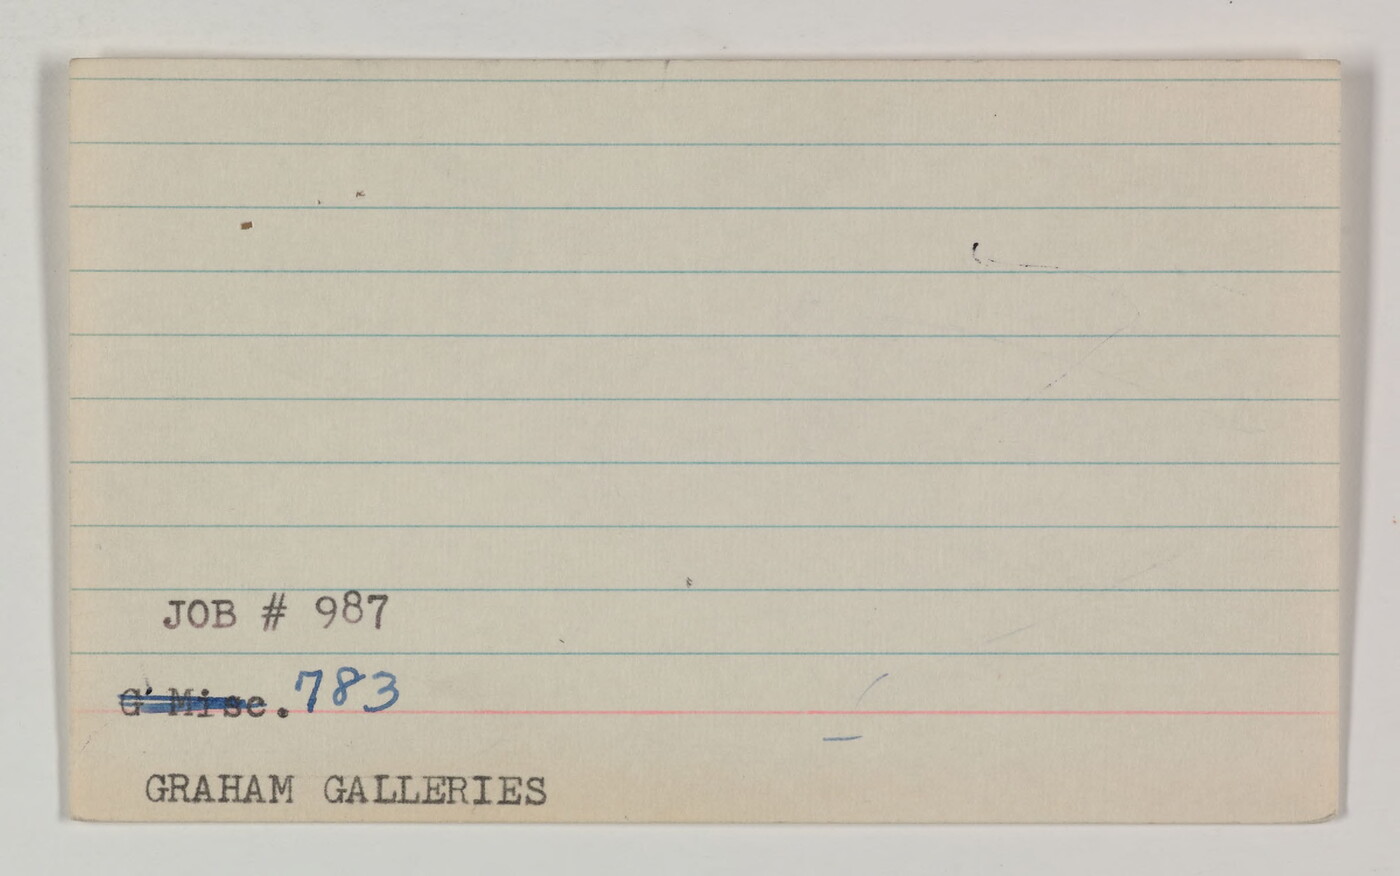 JOB # 987
G Misc. 783
GRAHAM GALLERIES